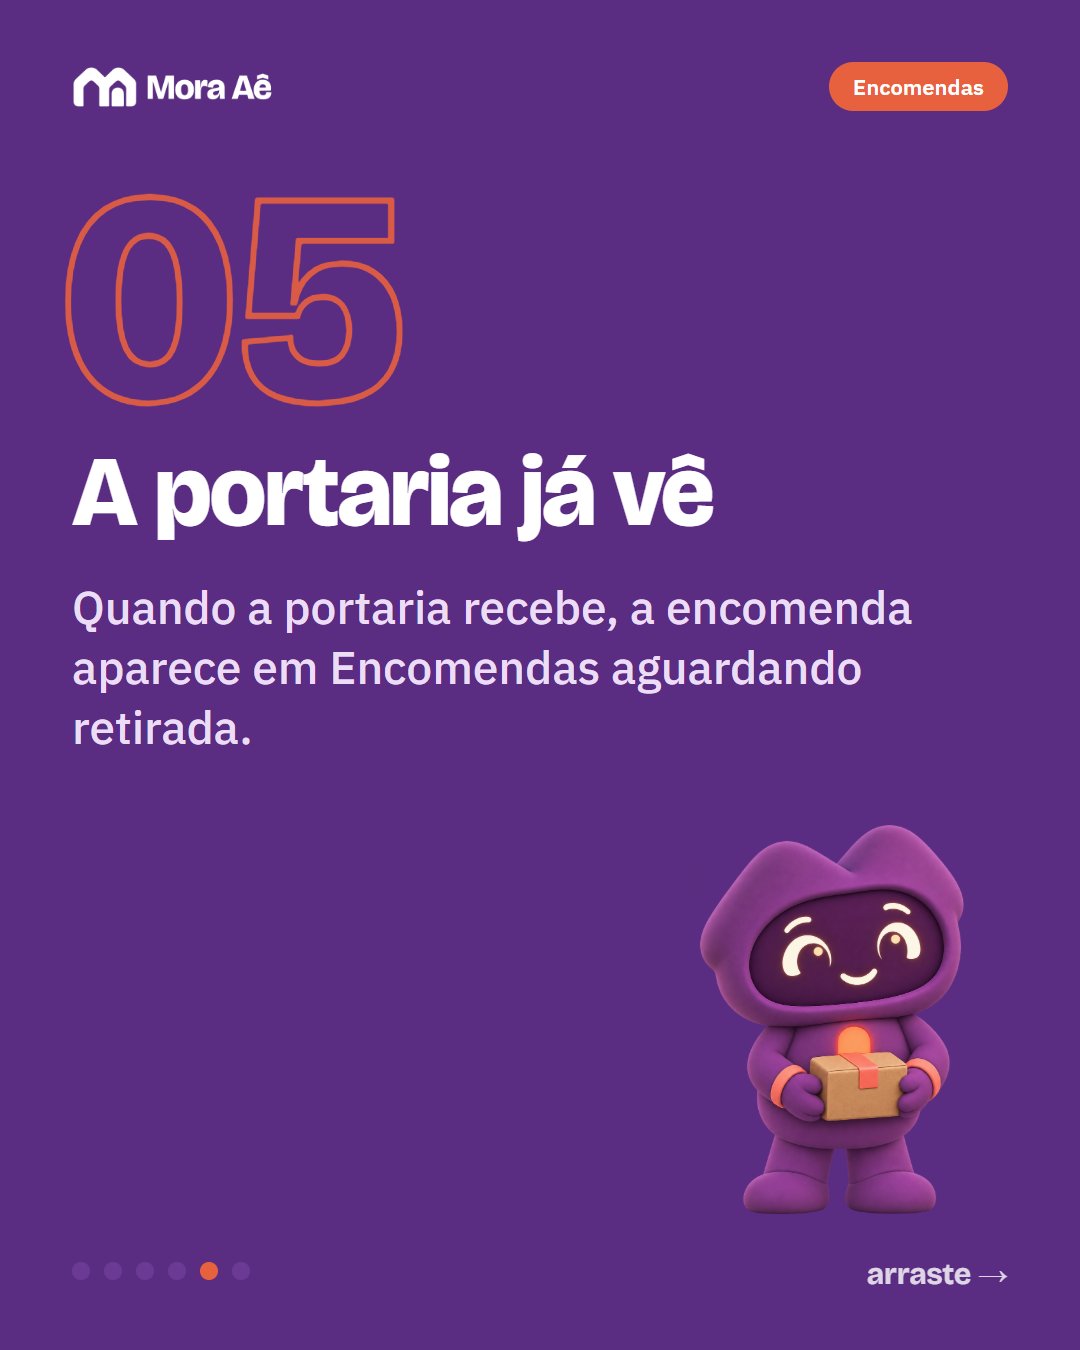 Mora Aê
Encomendas
05
A portaria já vê
Quando a portaria recebe, a encomenda
aparece em Encomendas aguardando
retirada.
arraste →